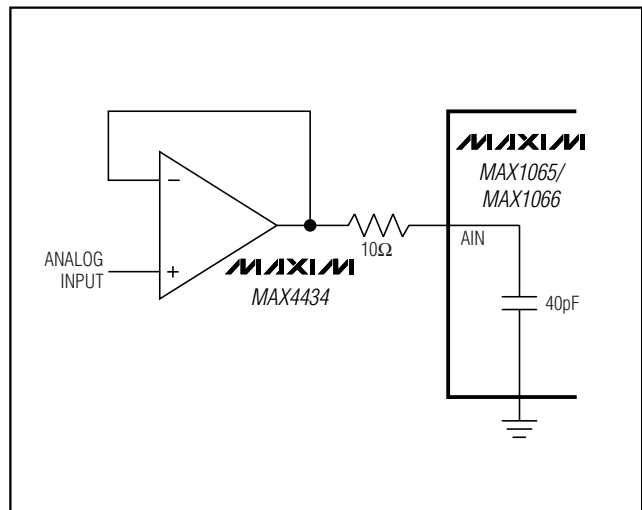 MAXIM
MAX1065/
MAX1066
−
AIN
10Ω
ANALOG
INPUT
+
MAXIM
MAX4434
40pF